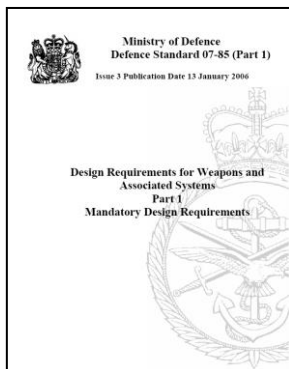 Ministry of Defence
Defence Standard 07-85 (Part 1)
Issue 3 Publication Date 13 January 2006
Design Requirements for Weapons and
Associated Systems
Part 1
Mandatory Design Requirements